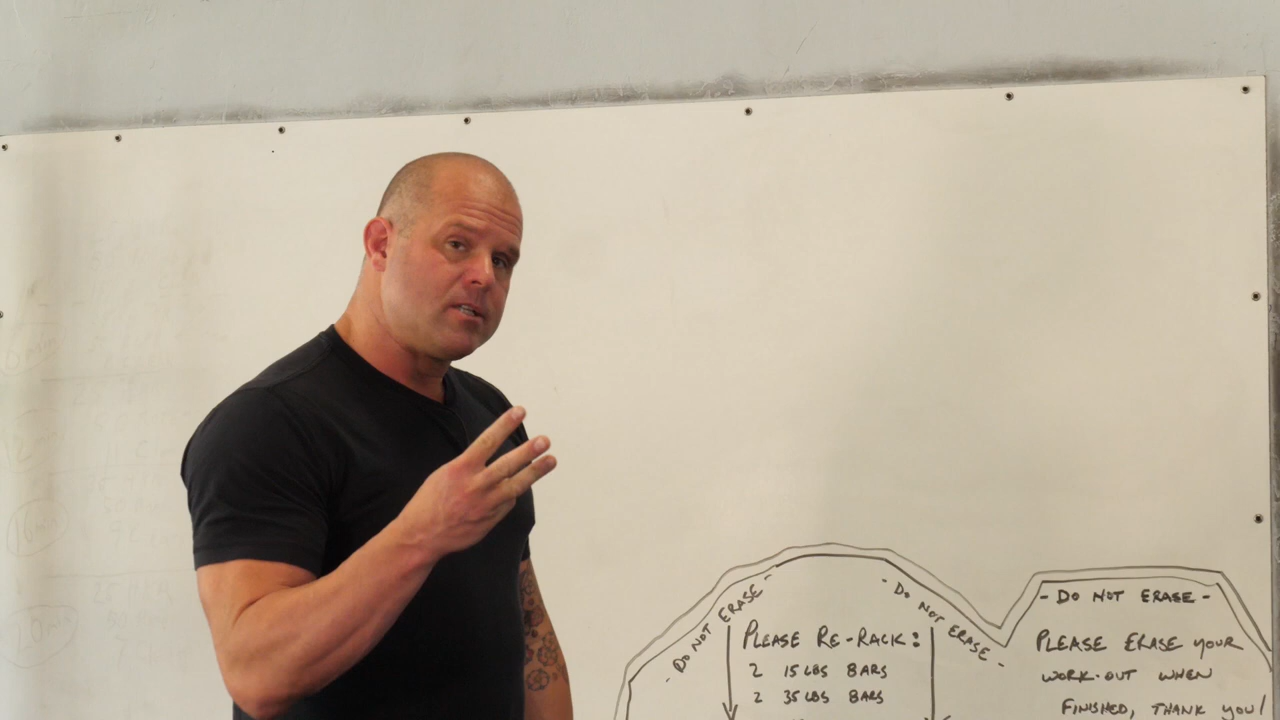 - DO NOT ERASE -
- DO NOT ERASE -
PLEASE RE-RACK:
2 15 LBS BARS
2 35 LBS BARS
- DO NOT ERASE -
PLEASE ERASE YOUR
WORK-OUT WHEN
FINISHED, THANK YOU!